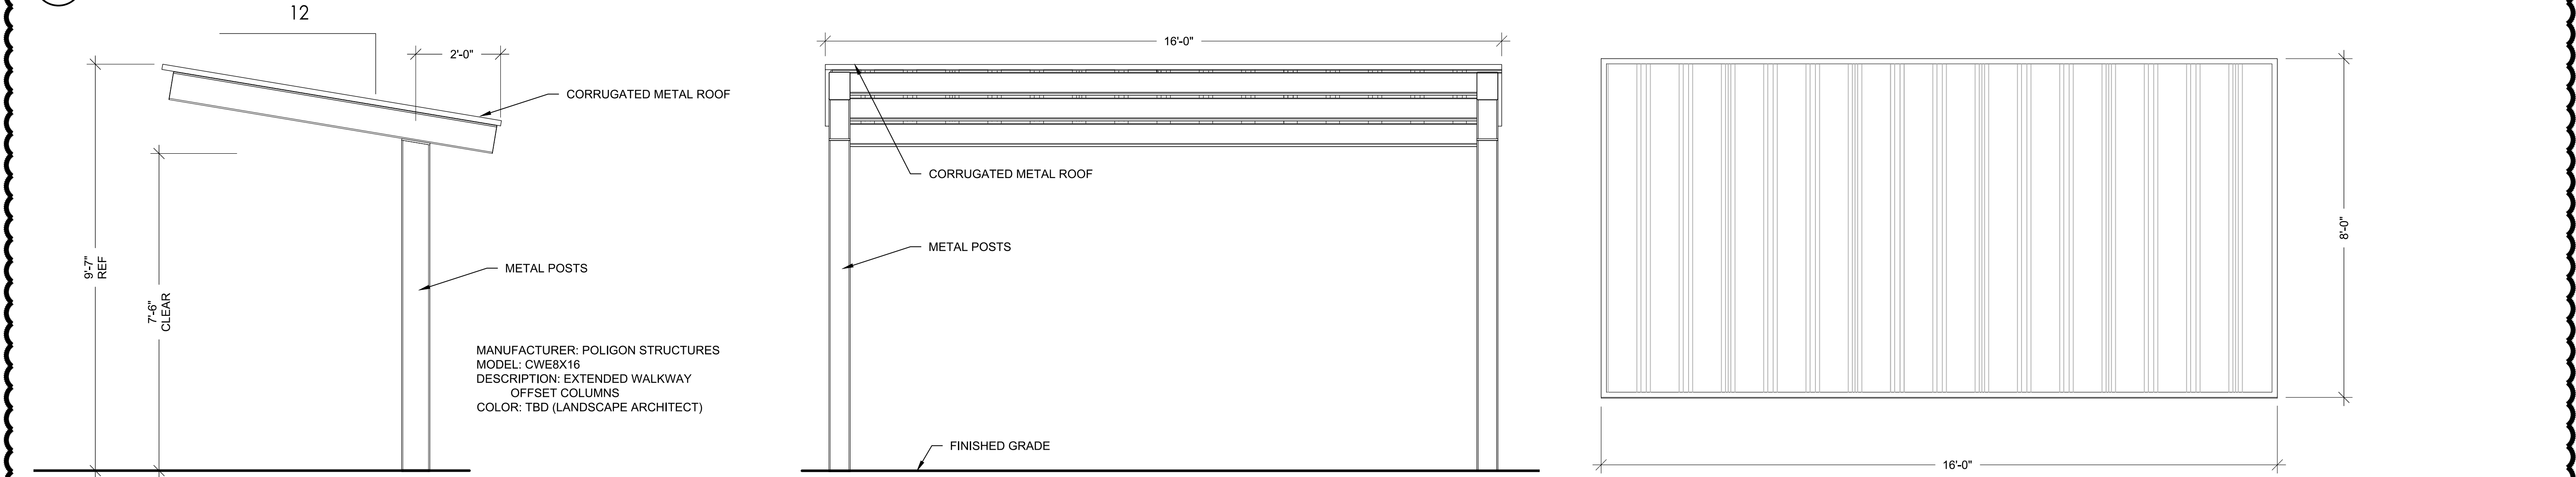 12
2'-0"
CORRUGATED METAL ROOF
9'-7"
REF
7'-6"
CLEAR
METAL POSTS
MANUFACTURER: POLIGON STRUCTURES
MODEL: CWE8X16
DESCRIPTION: EXTENDED WALKWAY
OFFSET COLUMNS
COLOR: TBD (LANDSCAPE ARCHITECT)
16'-0"
CORRUGATED METAL ROOF
METAL POSTS
FINISHED GRADE
8'-0"
16'-0"